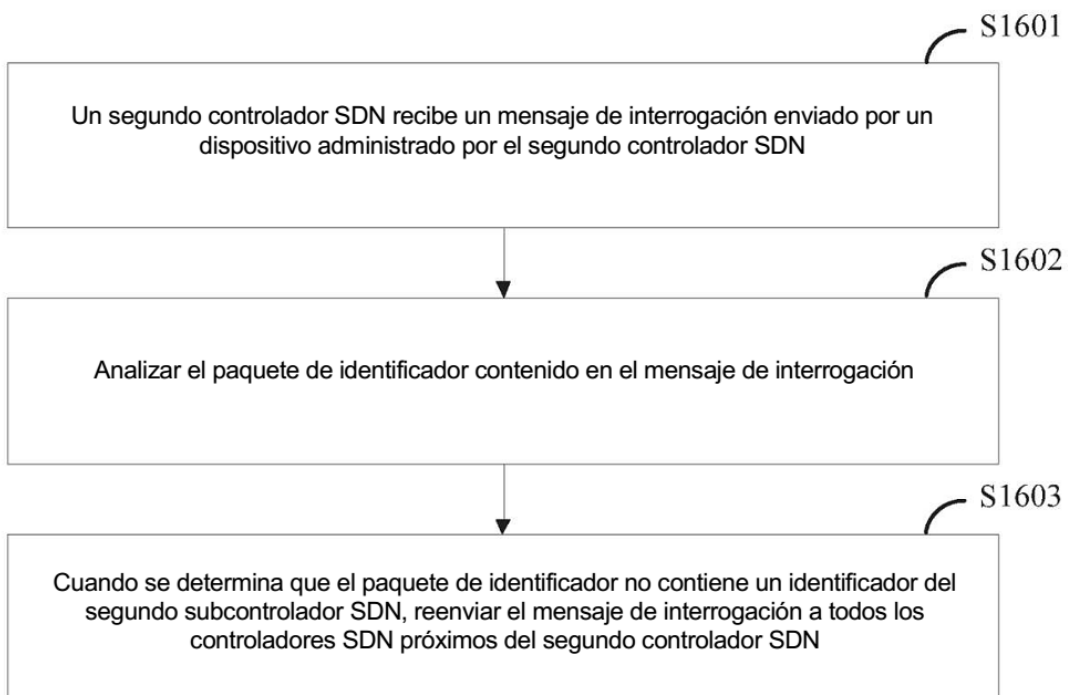 S1601
Un segundo controlador SDN recibe un mensaje de interrogación enviado por un
dispositivo administrado por el segundo controlador SDN
S1602
Analizar el paquete de identificador contenido en el mensaje de interrogación
S1603
Cuando se determina que el paquete de identificador no contiene un identificador del
segundo subcontrolador SDN, reenviar el mensaje de interrogación a todos los
controladores SDN próximos del segundo controlador SDN